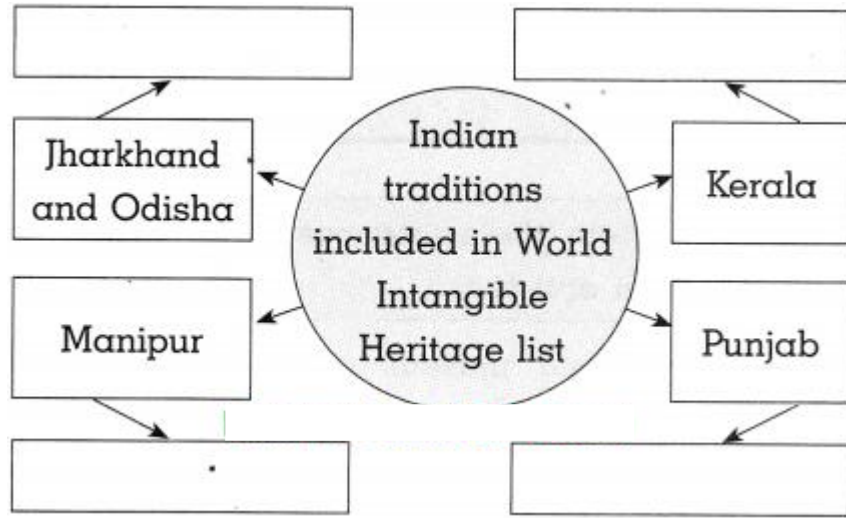 Jharkhand
and Odisha
Indian
traditions
included in World
Intangible
Heritage list
Kerala
Manipur
Punjab